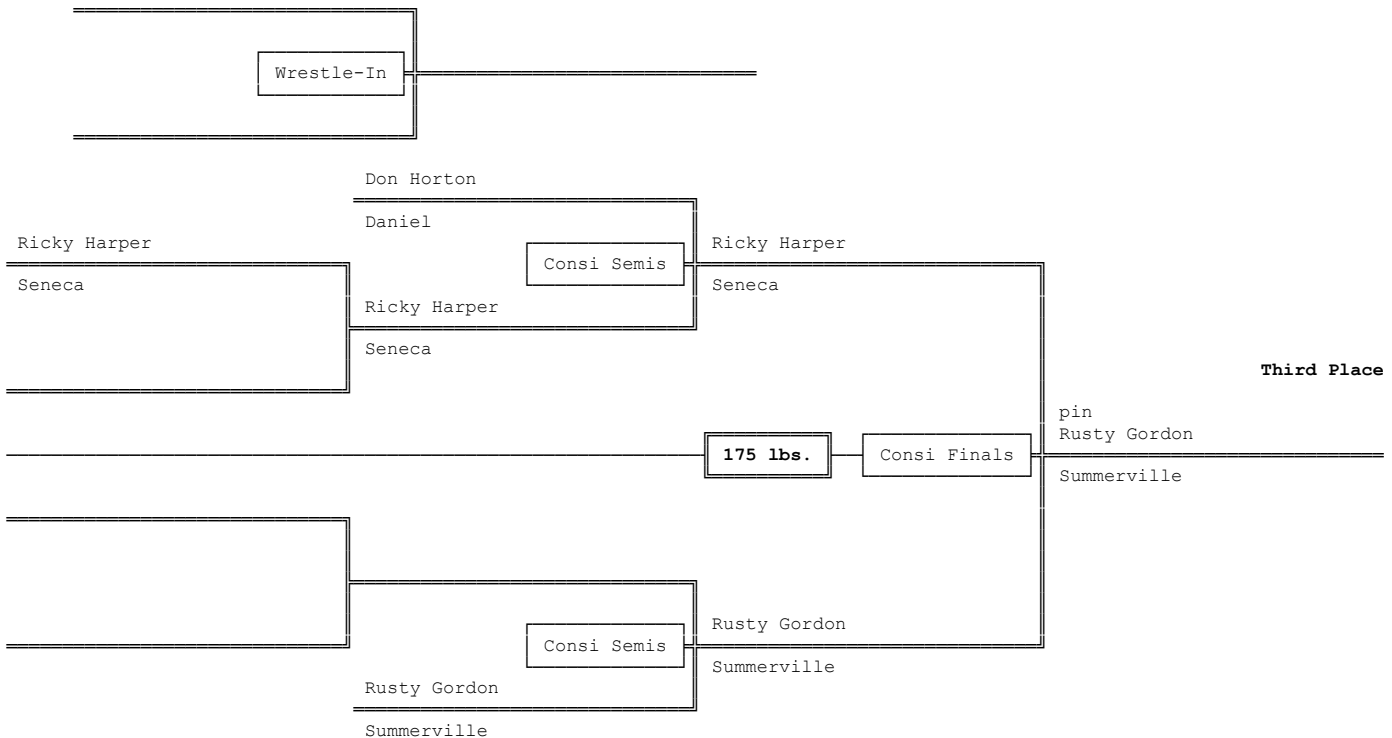 Wrestle-In
Don Horton
Daniel
Ricky Harper
Ricky Harper
Consi Semis
Seneca
Seneca
Ricky Harper
Seneca
Third Place
pin
Rusty Gordon
175 lbs.
Consi Finals
Summerville
Rusty Gordon
Consi Semis
Summerville
Rusty Gordon
Summerville